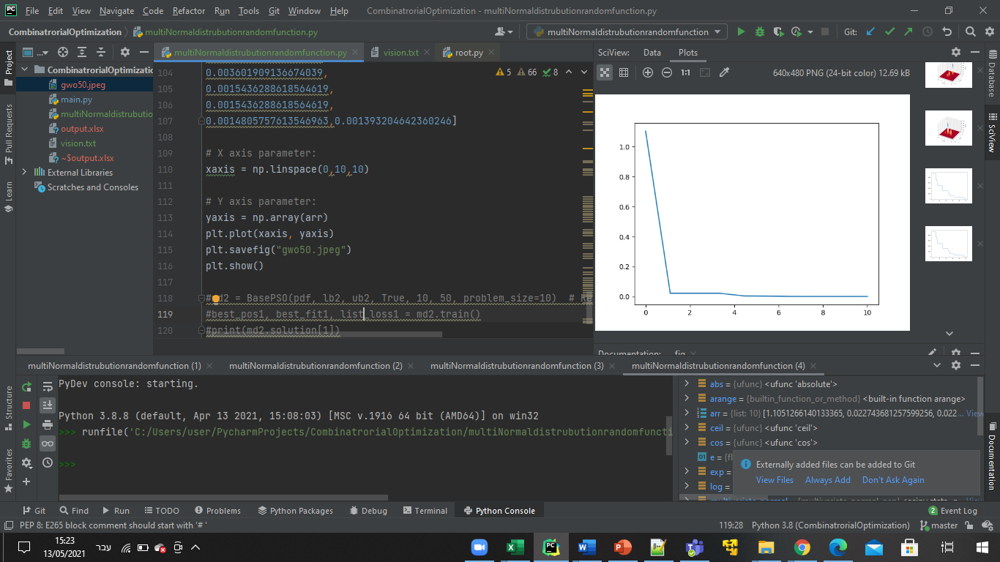 File Edit View Navigate Code Refactor Run Tools Git Window Help CombinatrorialOptimization - multiNormaldistrubutionrandomfunction.py
CombinatrorialOptimization multiNormaldistrubutionrandomfunction.py multiNormaldistrubutionrandomfunction Git:
Project
... multiNormaldistrubutionrandomfunction.py vision.txt root.py SciView: Data Plots
CombinatrorialOptimizatio
gwo50.jpeg
main.py
multiNormaldistrubutio
output.xlsx
vision.txt
~$output.xlsx
External Libraries
Scratches and Consoles
Pull Requests
Learn
5 66 8
104 0.003601909136674039,
105 0.0015436288618564619,
106 0.0015436288618564619,
107 0.0014805757613546963,0.001393204642360246]
108
109 # X axis parameter:
110 xaxis = np.linspace(0,10,10)
111
112 # Y axis parameter:
113 yaxis = np.array(arr)
114 plt.plot(xaxis, yaxis)
115 plt.savefig("gwo50.jpeg")
116 plt.show()
117
118 #md2 = BasePSO(pdf, lb2, ub2, True, 10, 50, problem_size=10) # Re
119 #best_pos1, best_fit1, list_loss1 = md2.train()
120 #print(md2.solution[1])
1:1 640x480 PNG (24-bit color) 12.69 kB
1.0
0.8
0.6
0.4
0.2
0.0
0 2 4 6 8 10
Database
SciView
Documentation: fig
multiNormaldistrubutionrandomfunction (1) multiNormaldistrubutionrandomfunction (2) multiNormaldistrubutionrandomfunction (3) multiNormaldistrubutionrandomfunction (4)
Structure
Favorites
PyDev console: starting.
Python 3.8.8 (default, Apr 13 2021, 15:08:03) [MSC v.1916 64 bit (AMD64)] on win32
>>> runfile('C:/Users/user/PycharmProjects/CombinatrorialOptimization/multiNormaldistrubutionrandomfuncti
>>>
abs = {ufunc} <ufunc 'absolute'>
arange = {builtin_function_or_method} <built-in function arange>
arr = {list: 10} [1.1051266140133365, 0.022743681257599256, 0.022... View
ceil = {ufunc} <ufunc 'ceil'>
cos = {ufunc} <ufunc 'cos'>
e = {fl
exp =
log =
Externally added files can be added to Git
View Files Always Add Don't Ask Again
Documentation
Git Find Run TODO Problems Python Packages Debug Terminal Python Console 2 Event Log
PEP 8: E265 block comment should start with '# ' 119:28 Python 3.8 (CombinatrorialOptimization) master
15:23
13/05/2021
עבר